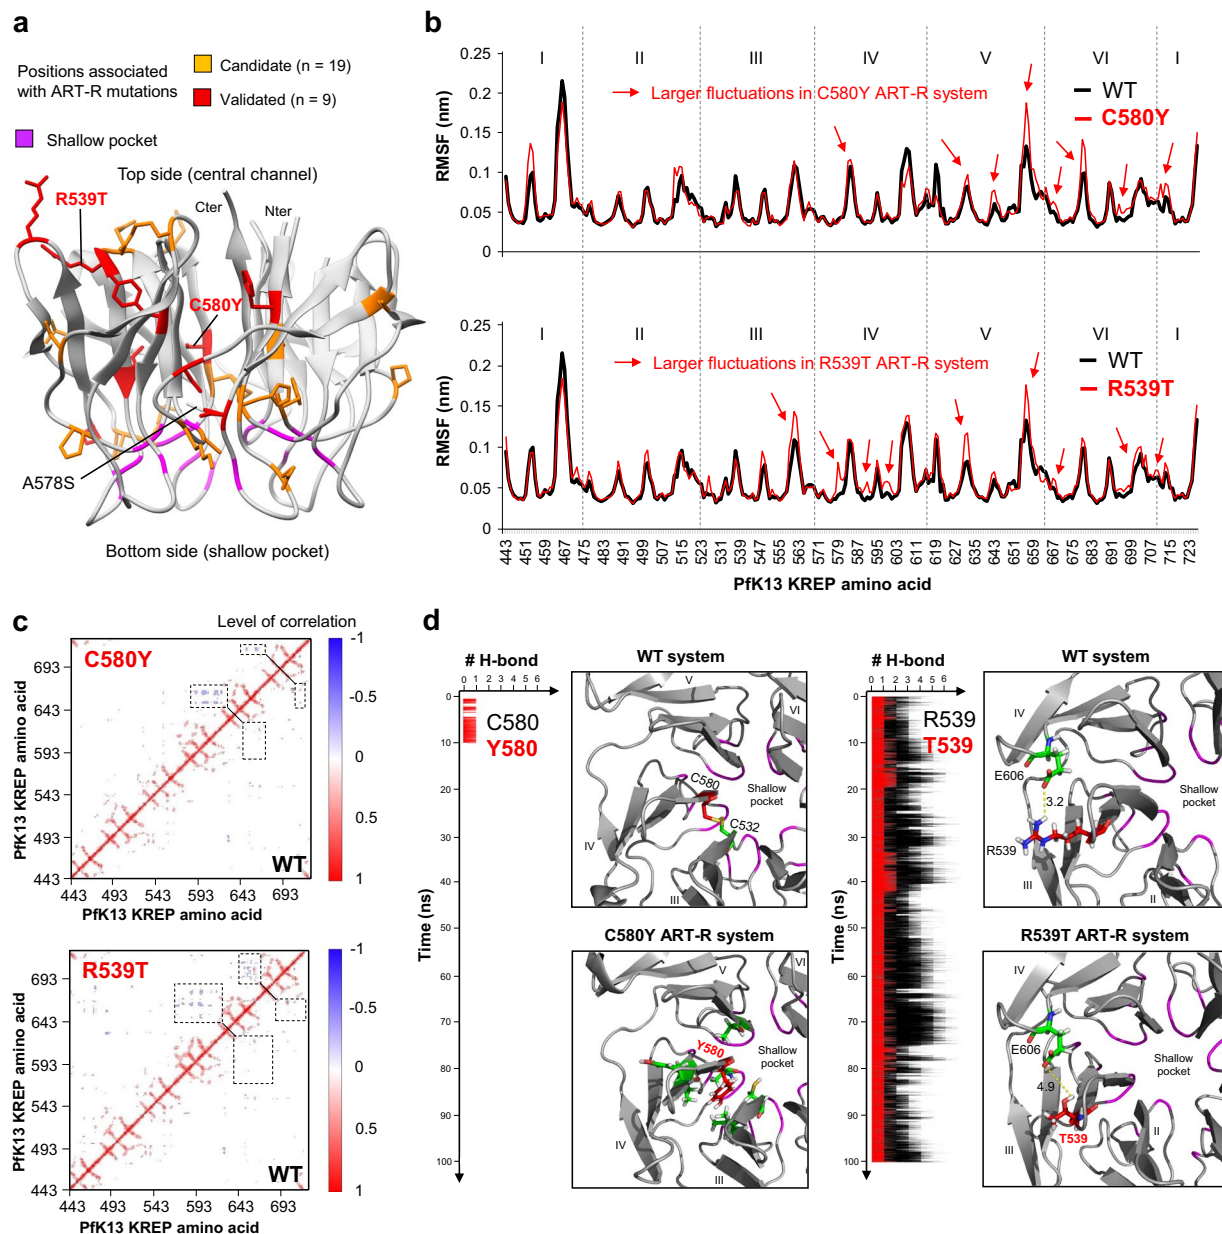 a
Positions associated
with ART-R mutations
Candidate (n = 19)
Validated (n = 9)
Shallow pocket
Top side (central channel)
R539T
Cter
Nter
C580Y
A578S
Bottom side (shallow pocket)
b
0.25
0.2
0.15
0.1
0.05
0
RMSF (nm)
I
II
III
IV
V
VI
I
Larger fluctuations in C580Y ART-R system
WT
C580Y
0.25
0.2
0.15
0.1
0.05
0
RMSF (nm)
I
II
III
IV
V
VI
I
Larger fluctuations in R539T ART-R system
WT
R539T
443 451 459 467 475 483 491 499 507 515 523 531 539 547 555 563 571 579 587 595 603 611 619 627 635 643 651 659 667 675 683 691 699 707 715 723
PfK13 KREP amino acid
c
Level of correlation
C580Y
WT
693
643
593
543
493
443
PfK13 KREP amino acid
443 493 543 593 643 693
PfK13 KREP amino acid
-1
-0.5
0
0.5
1
R539T
WT
693
643
593
543
493
443
PfK13 KREP amino acid
443 493 543 593 643 693
PfK13 KREP amino acid
-1
-0.5
0
0.5
1
d
# H-bond
0 1 2 3 4 5 6
C580
Y580
0
10
20
30
40
50
60
70
80
90
100
Time (ns)
WT system
V
VI
C580
Shallow
pocket
C532
IV
III
C580Y ART-R system
V
VI
Y580
Shallow
pocket
IV
III
# H-bond
0 1 2 3 4 5 6
R539
T539
0
10
20
30
40
50
60
70
80
90
100
Time (ns)
WT system
IV
E606
3.2
Shallow
pocket
R539
III
II
R539T ART-R system
IV
E606
4.9
Shallow
pocket
T539
III
II